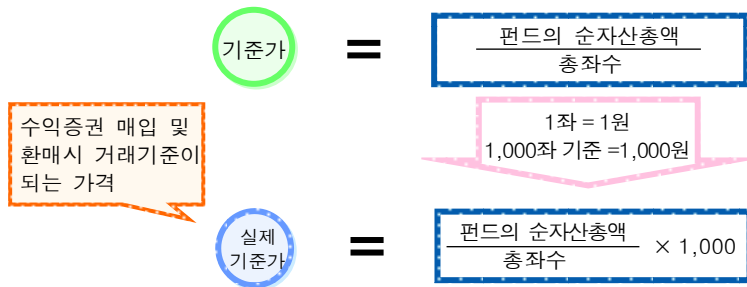 기준가 = 펀드의 순자산총액
총좌수
1좌 = 1원
1,000좌 기준 =1,000원
수익증권 매입 및
환매시 거래기준이
되는 가격
실제
기준가 = 펀드의 순자산총액
총좌수
× 1,000